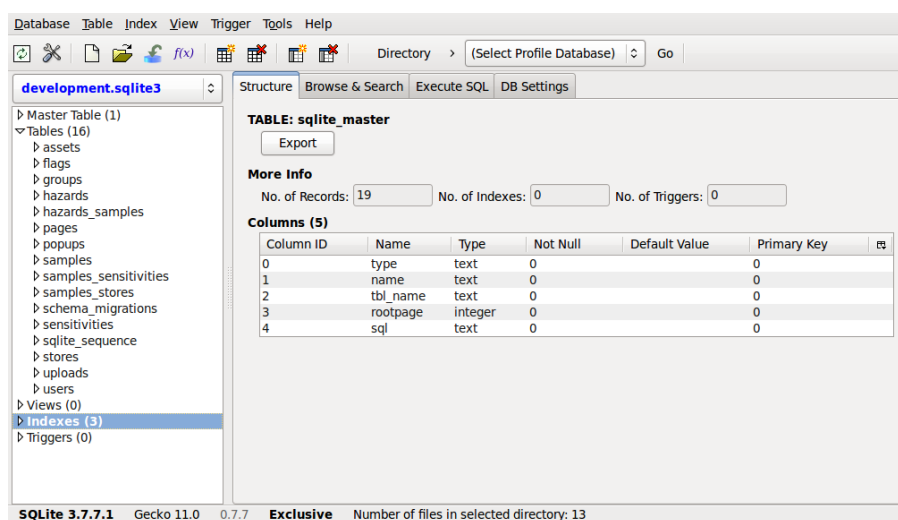 Database Table Index View Trigger Tools Help
f(x) Directory > (Select Profile Database) Go
development.sqlite3
Structure Browse & Search Execute SQL DB Settings
Master Table (1)
Tables (16)
assets
flags
groups
hazards
hazards_samples
pages
popups
samples
samples_sensitivities
samples_stores
schema_migrations
sensitivities
sqlite_sequence
stores
uploads
users
Views (0)
Indexes (3)
Triggers (0)
TABLE: sqlite_master
Export
More Info
No. of Records: 19 No. of Indexes: 0 No. of Triggers: 0
Columns (5)
Column ID Name Type Not Null Default Value Primary Key
0 type text 0 0
1 name text 0 0
2 tbl_name text 0 0
3 rootpage integer 0 0
4 sql text 0 0
SQLite 3.7.7.1 Gecko 11.0 0.7.7 Exclusive Number of files in selected directory: 13